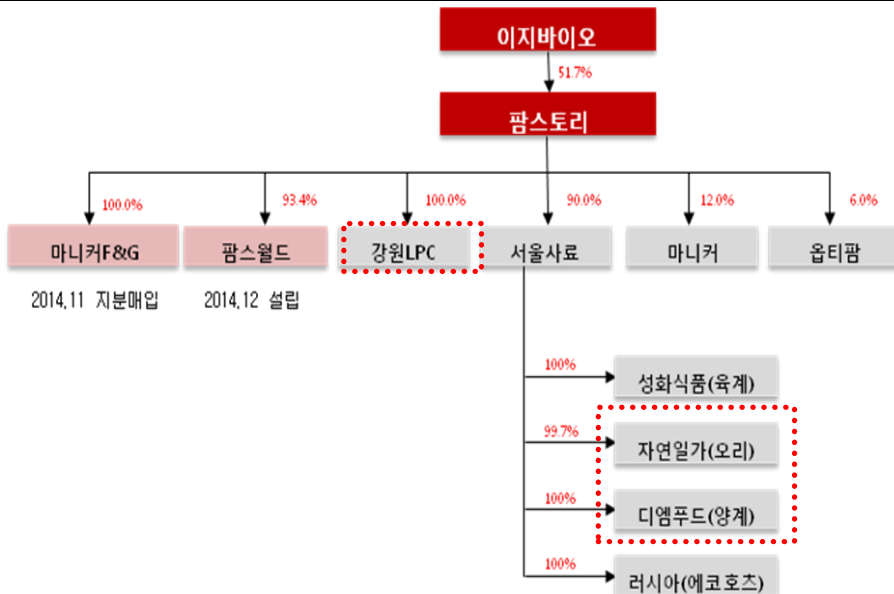 이지바이오
51.7%
팜스토리
100.0%
93.4%
100.0%
90.0%
12.0%
6.0%
마니커F&G
팜스월드
강원LPC
서울사료
마니커
옵티팜
2014.11 지분매입
2014.12 설립
100%
성화식품(육계)
99.7%
자연일가(오리)
100%
디엠푸드(양계)
100%
러시아(에코호츠)